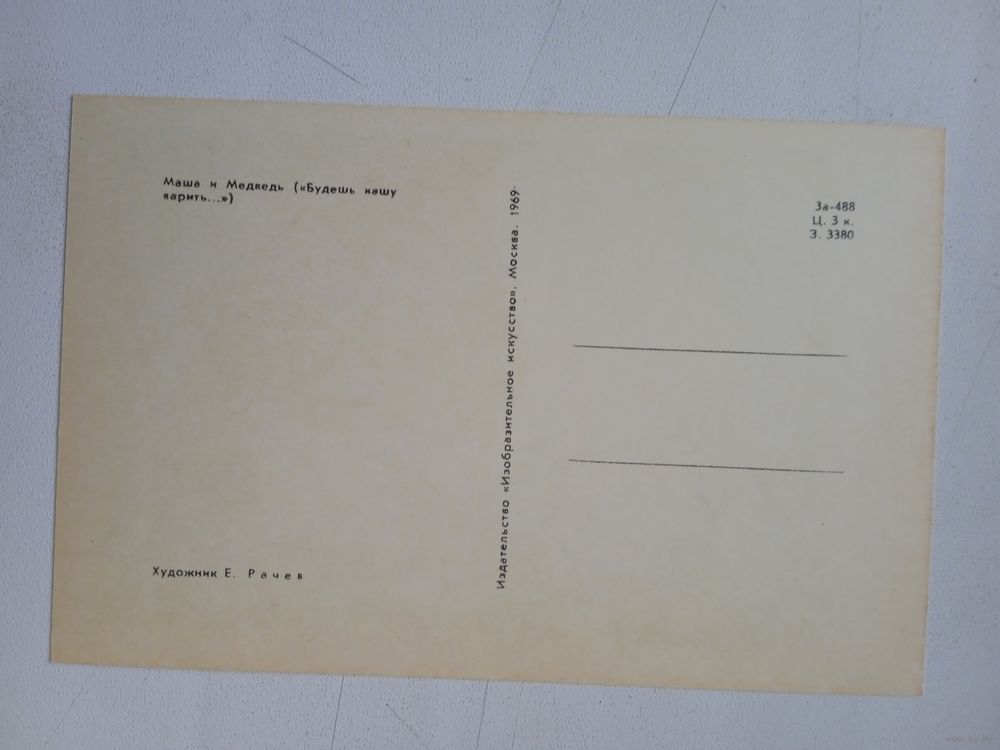 Маша и Медведь («Будешь кашу
варить...»)
Художник Е. Рачев
Издательство «Изобразительное искусство». Москва. 1969.
3а-488
Ц. 3 к.
З. 3380